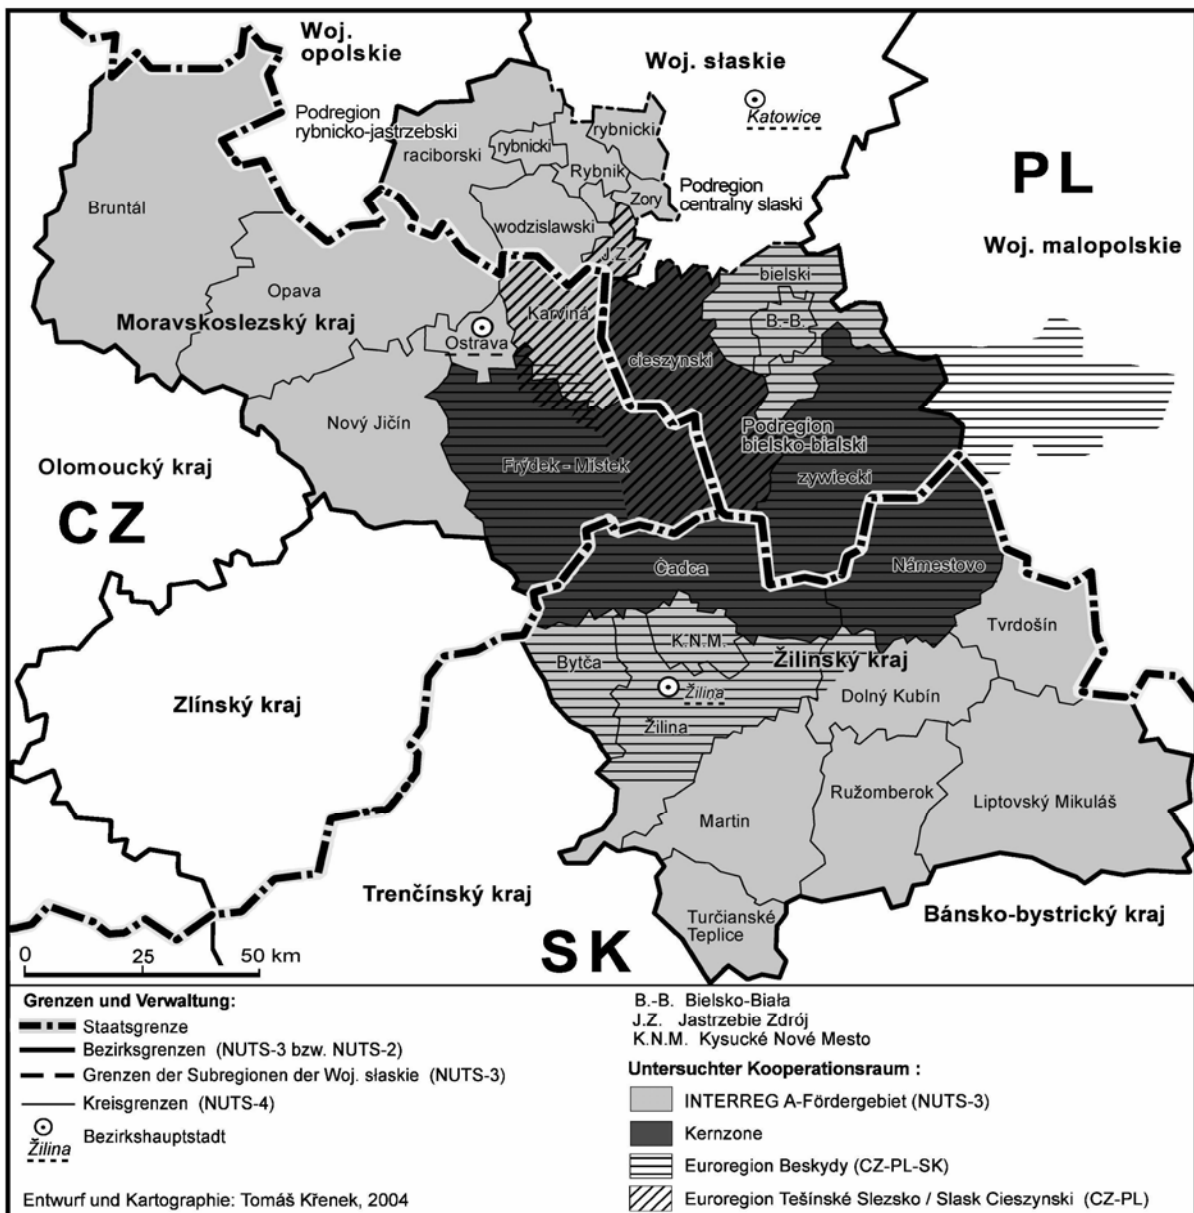 Woj.
opolskie
Woj. słaskie
Katowice
Podregion
rybnicko-jastrzebski
raciborski
rybnicki
rybnicki
Rybnik
Zory
Podregion
centralny slaski
PL
Woj. malopolskie
Bruntál
wodzislawski
J.Z.
bielski
B.-B.
Opava
Moravskoslezský kraj
Karviná
Ostrava
cieszynski
Nový Jičín
Podregion
bielsko-bialski
Olomoucký kraj
Frýdek - Místek
zywiecki
CZ
Čadca
Námestovo
Tvrdošín
K.N.M.
Bytča
Žilinský kraj
Zlínský kraj
Žilina
Dolný Kubín
Žilina
Ružomberok
Liptovský Mikuláš
Martin
Trenčínský kraj
Turčianské
Teplice
Bánsko-bystrický kraj
SK
0 25 50 km
Grenzen und Verwaltung:
Staatsgrenze
Bezirksgrenzen (NUTS-3 bzw. NUTS-2)
Grenzen der Subregionen der Woj. słaskie (NUTS-3)
Kreisgrenzen (NUTS-4)
Žilina
Bezirkshauptstadt
Entwurf und Kartographie: Tomáš Křenek, 2004
B.-B. Bielsko-Biała
J.Z. Jastrzebie Zdrój
K.N.M. Kysucké Nové Mesto
Untersuchter Kooperationsraum :
INTERREG A-Fördergebiet (NUTS-3)
Kernzone
Euroregion Beskydy (CZ-PL-SK)
Euroregion Tešínské Slezsko / Slask Cieszynski (CZ-PL)